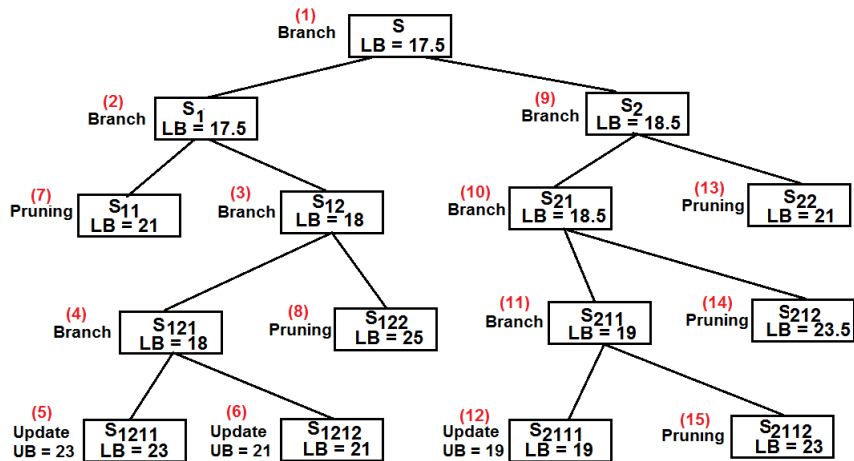 (1)
Branch
S
LB = 17.5
(2)
Branch
S1
LB = 17.5
(9)
Branch
S2
LB = 18.5
(7)
Pruning
S11
LB = 21
(3)
Branch
S12
LB = 18
(10)
Branch
S21
LB = 18.5
(13)
Pruning
S22
LB = 21
(4)
Branch
S121
LB = 18
(8)
Pruning
S122
LB = 25
(11)
Branch
S211
LB = 19
(14)
Pruning
S212
LB = 23.5
(5)
Update
UB = 23
S1211
LB = 23
(6)
Update
UB = 21
S1212
LB = 21
(12)
Update
UB = 19
S2111
LB = 19
(15)
Pruning
S2112
LB = 23